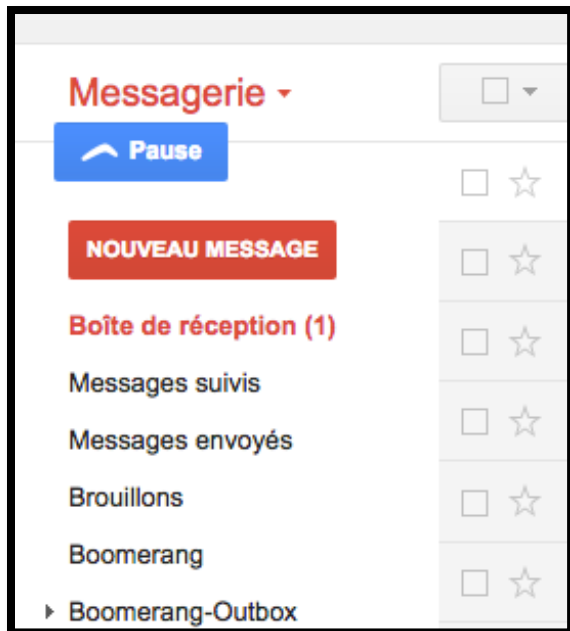 Messagerie
Pause
NOUVEAU MESSAGE
Boîte de réception (1)
Messages suivis
Messages envoyés
Brouillons
Boomerang
Boomerang-Outbox